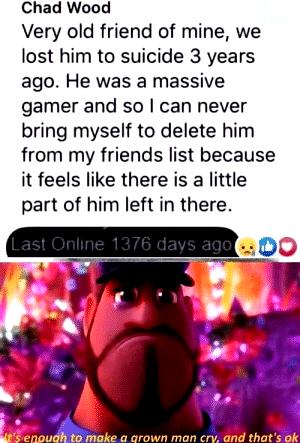 Chad Wood
Very old friend of mine, we
lost him to suicide 3 years
ago. He was a massive
gamer and so I can never
bring myself to delete him
from my friends list because
it feels like there is a little
part of him left in there.
Last Online 1376 days ago
It's enough to make a grown man cry, and that's ok